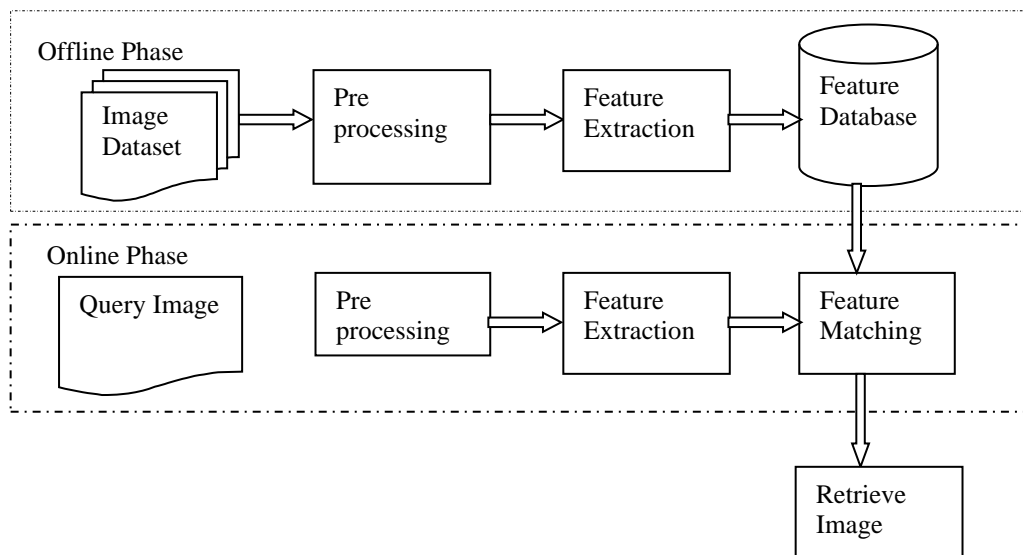 Offline Phase
Image
Dataset
Pre
processing
Feature
Extraction
Feature
Database
Online Phase
Query Image
Pre
processing
Feature
Extraction
Feature
Matching
Retrieve
Image